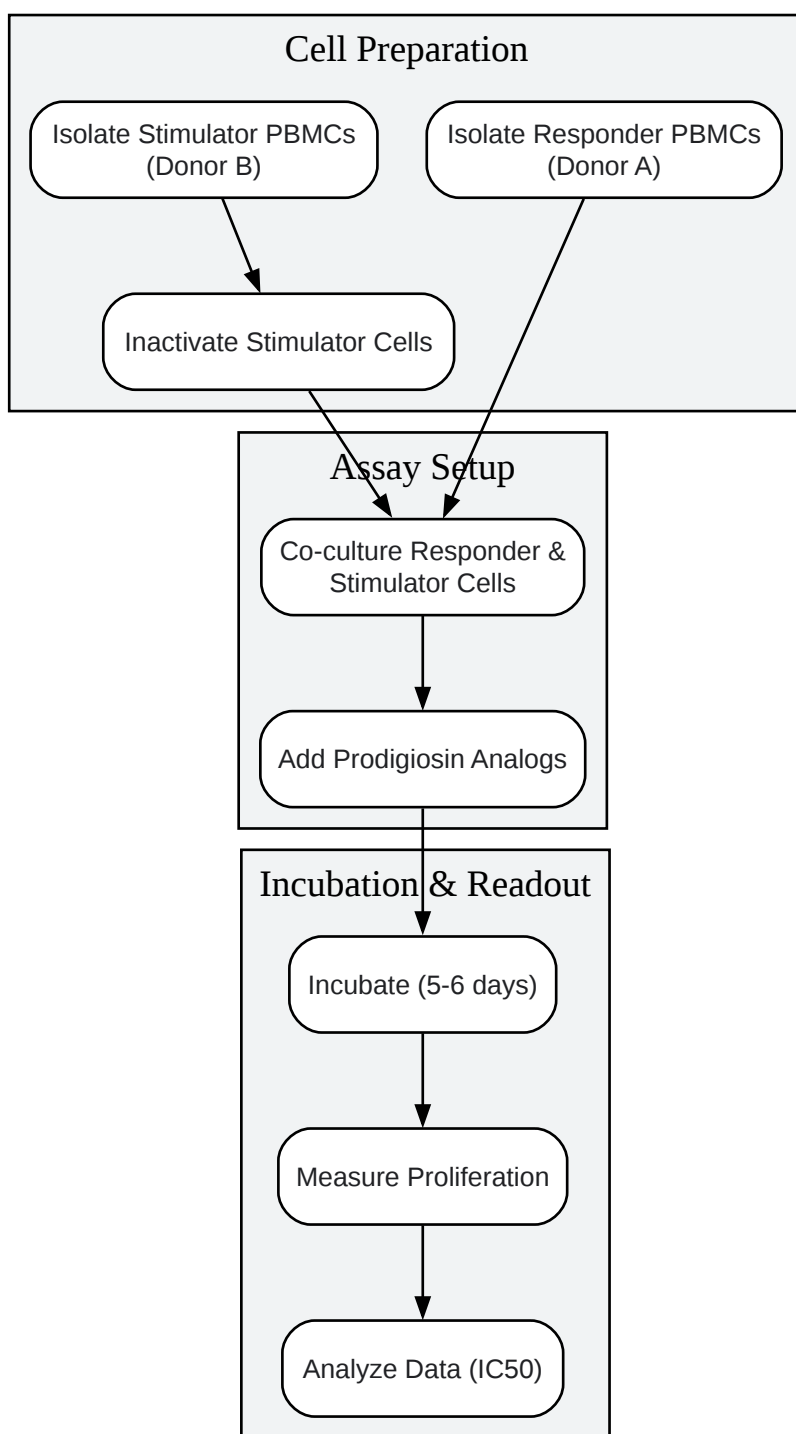 Cell Preparation
Isolate Stimulator PBMCs
(Donor B)
Isolate Responder PBMCs
(Donor A)
Inactivate Stimulator Cells
Assay Setup
Co-culture Responder &
Stimulator Cells
Add Prodigiosin Analogs
Incubation & Readout
Incubate (5-6 days)
Measure Proliferation
Analyze Data (IC50)